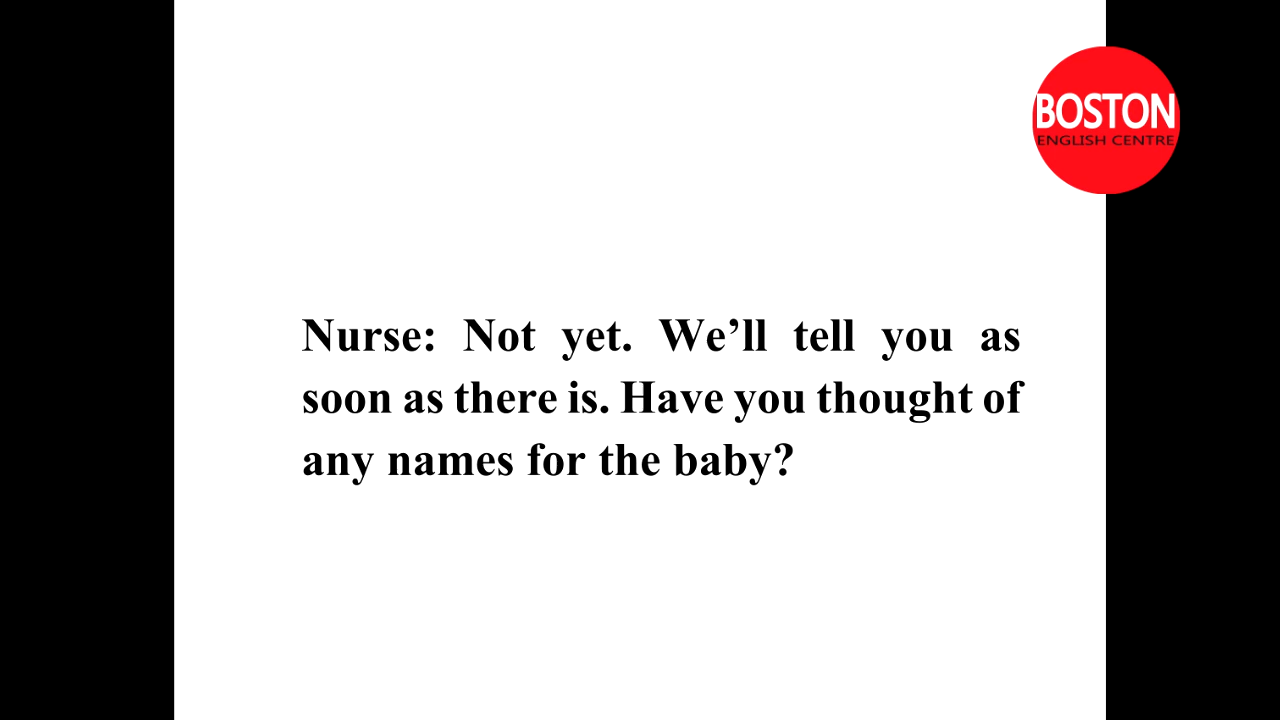 BOSTON
ENGLISH CENTRE
Nurse: Not yet. We’ll tell you as
soon as there is. Have you thought of
any names for the baby?